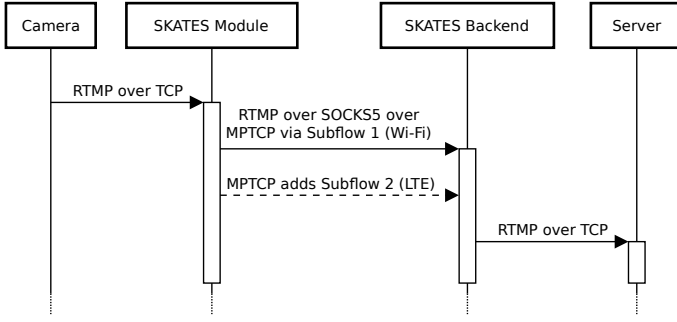 Camera
SKATES Module
SKATES Backend
Server
RTMP over TCP
RTMP over SOCKS5 over
MPTCP via Subflow 1 (Wi-Fi)
MPTCP adds Subflow 2 (LTE)
RTMP over TCP